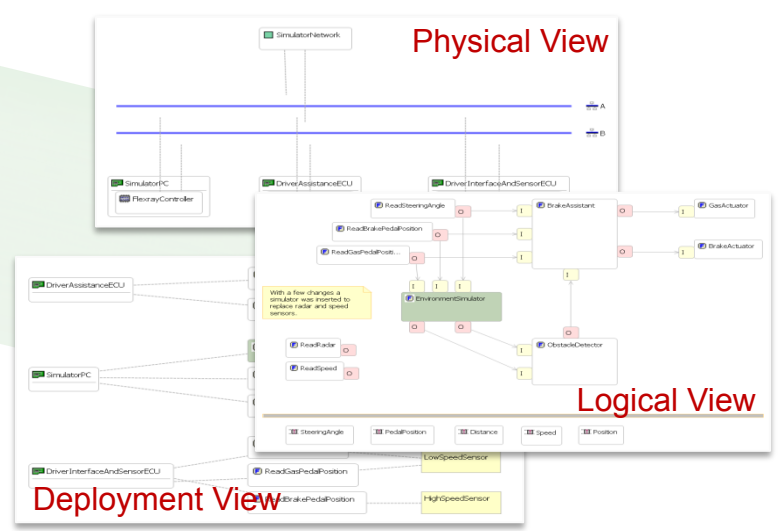 SimulatorNetwork
Physical View
A
B
SimulatorPC
DriverAssistanceECU
DriverInterfaceAndSensorECU
FlexrayController
ReadSteeringAngle
O
I
BrakeAssistant
O
I
GasActuator
ReadBrakePedalPosition
O
I
ReadGasPedalPositi...
O
I
O
I
BrakeActuator
I
I
I
I
With a few changes a
simulator was inserted to
replace radar and speed
sensors.
EnvironmentSimulator
O
O
O
ReadRadar
O
I
ObstacleDetector
ReadSpeed
O
I
Logical View
SteeringAngle
PedalPosition
Distance
Speed
Position
DriverAssistanceECU
SimulatorPC
DriverInterfaceAndSensorECU
LowSpeedSensor
ReadGasPedalPosition
Deployment View
ReadBrakePedalPosition
HighSpeedSensor